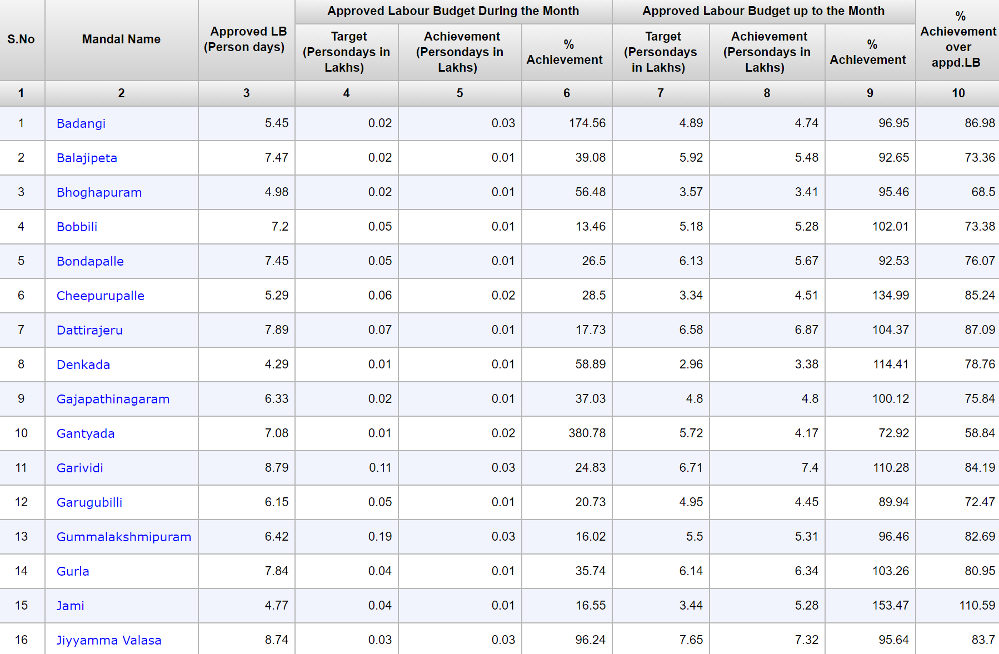 S.No Mandal Name Approved LB (Person days) Approved Labour Budget During the Month Approved Labour Budget up to the Month % Achievement over appd.LB
Target (Persondays in Lakhs) Achievement (Persondays in Lakhs) % Achievement Target (Persondays in Lakhs) Achievement (Persondays in Lakhs) % Achievement
1 2 3 4 5 6 7 8 9 10
1 Badangi 5.45 0.02 0.03 174.56 4.89 4.74 96.95 86.98
2 Balajipeta 7.47 0.02 0.01 39.08 5.92 5.48 92.65 73.36
3 Bhoghapuram 4.98 0.02 0.01 56.48 3.57 3.41 95.46 68.5
4 Bobbili 7.2 0.05 0.01 13.46 5.18 5.28 102.01 73.38
5 Bondapalle 7.45 0.05 0.01 26.5 6.13 5.67 92.53 76.07
6 Cheepurupalle 5.29 0.06 0.02 28.5 3.34 4.51 134.99 85.24
7 Dattirajeru 7.89 0.07 0.01 17.73 6.58 6.87 104.37 87.09
8 Denkada 4.29 0.01 0.01 58.89 2.96 3.38 114.41 78.76
9 Gajapathinagaram 6.33 0.02 0.01 37.03 4.8 4.8 100.12 75.84
10 Gantyada 7.08 0.01 0.02 380.78 5.72 4.17 72.92 58.84
11 Garividi 8.79 0.11 0.03 24.83 6.71 7.4 110.28 84.19
12 Garugubilli 6.15 0.05 0.01 20.73 4.95 4.45 89.94 72.47
13 Gummalakshmipuram 6.42 0.19 0.03 16.02 5.5 5.31 96.46 82.69
14 Gurla 7.84 0.04 0.01 35.74 6.14 6.34 103.26 80.95
15 Jami 4.77 0.04 0.01 16.55 3.44 5.28 153.47 110.59
16 Jiyyamma Valasa 8.74 0.03 0.03 96.24 7.65 7.32 95.64 83.7